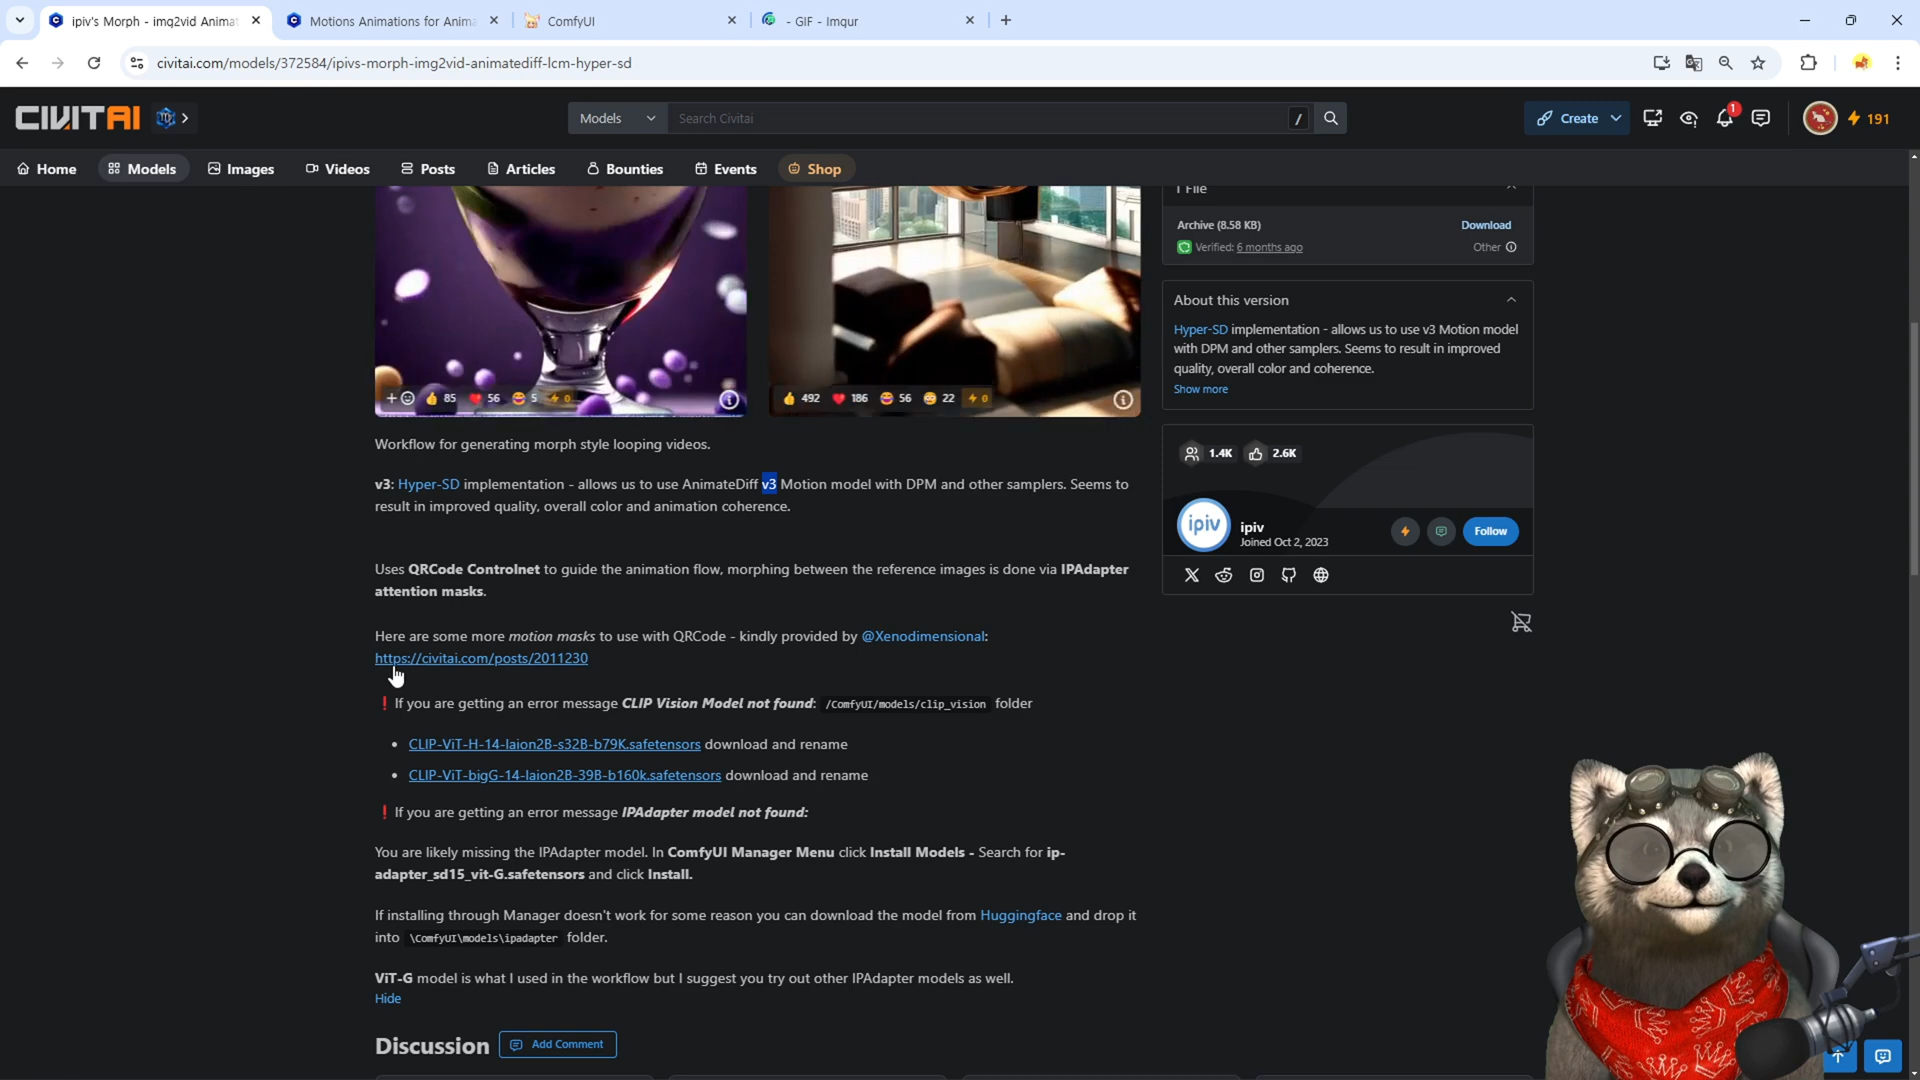 ipiv's Morph - img2vid Animat
Motions Animations for Anima
ComfyUI
- GIF - Imgur
civitai.com/models/372584/ipivs-morph-img2vid-animatediff-lcm-hyper-sd
CIVITAI
Models
Search Civitai
/
Create
1
191
Home
Models
Images
Videos
Posts
Articles
Bounties
Events
Shop
1 File
Archive (8.58 KB)
Download
Verified: 6 months ago
Other
About this version
Hyper-SD implementation - allows us to use v3 Motion model
with DPM and other samplers. Seems to result in improved
quality, overall color and coherence.
Show more
85 56 5 0
492 186 56 22 0
Workflow for generating morph style looping videos.
v3: Hyper-SD implementation - allows us to use AnimateDiff v3 Motion model with DPM and other samplers. Seems to
result in improved quality, overall color and animation coherence.
1.4K
2.6K
ipiv
ipiv
Joined Oct 2, 2023
Follow
Uses QRCode Controlnet to guide the animation flow, morphing between the reference images is done via IPAdapter
attention masks.
Here are some more motion masks to use with QRCode - kindly provided by @Xenodimensional:
https://civitai.com/posts/2011230
❗ If you are getting an error message CLIP Vision Model not found: /ComfyUI/models/clip_vision folder
• CLIP-ViT-H-14-laion2B-s32B-b79K.safetensors download and rename
• CLIP-ViT-bigG-14-laion2B-39B-b160k.safetensors download and rename
❗ If you are getting an error message IPAdapter model not found:
You are likely missing the IPAdapter model. In ComfyUI Manager Menu click Install Models - Search for ip-
adapter_sd15_vit-G.safetensors and click Install.
If installing through Manager doesn't work for some reason you can download the model from Huggingface and drop it
into \ComfyUI\models\ipadapter folder.
ViT-G model is what I used in the workflow but I suggest you try out other IPAdapter models as well.
Hide
Discussion
Add Comment